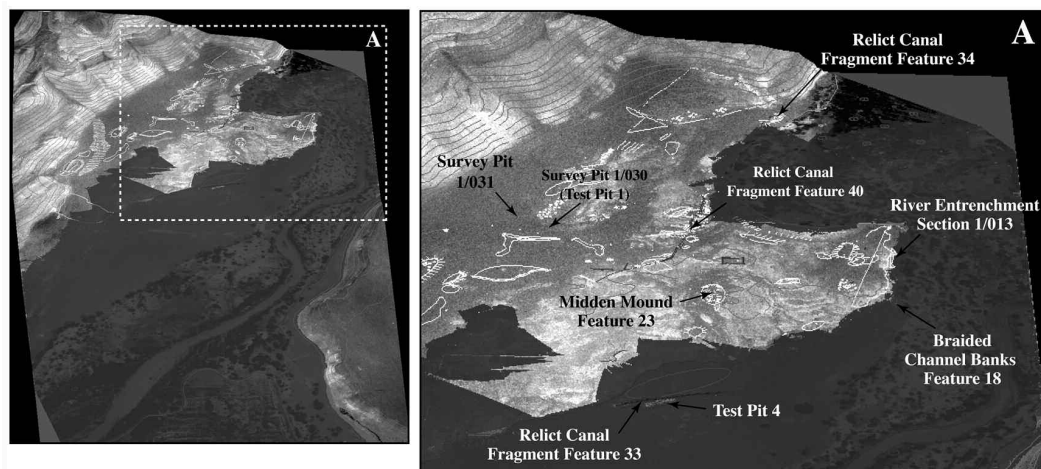 A
A
Relict Canal
Fragment Feature 34
Survey Pit
1/031
Survey Pit 1/030
(Test Pit 1)
Relict Canal
Fragment Feature 40
River Entrenchment
Section 1/013
Midden Mound
Feature 23
Braided
Channel Banks
Feature 18
Test Pit 4
Relict Canal
Fragment Feature 33